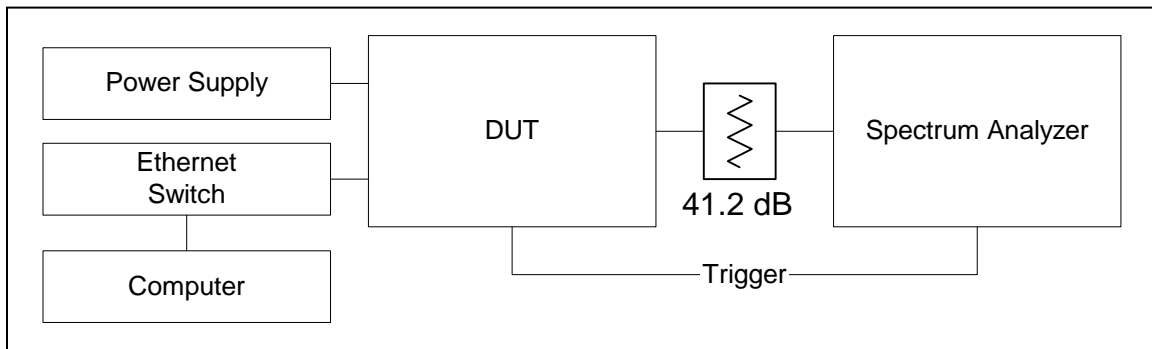 Power Supply
Ethernet
Switch
Computer
DUT
41.2 dB
Spectrum Analyzer
Trigger